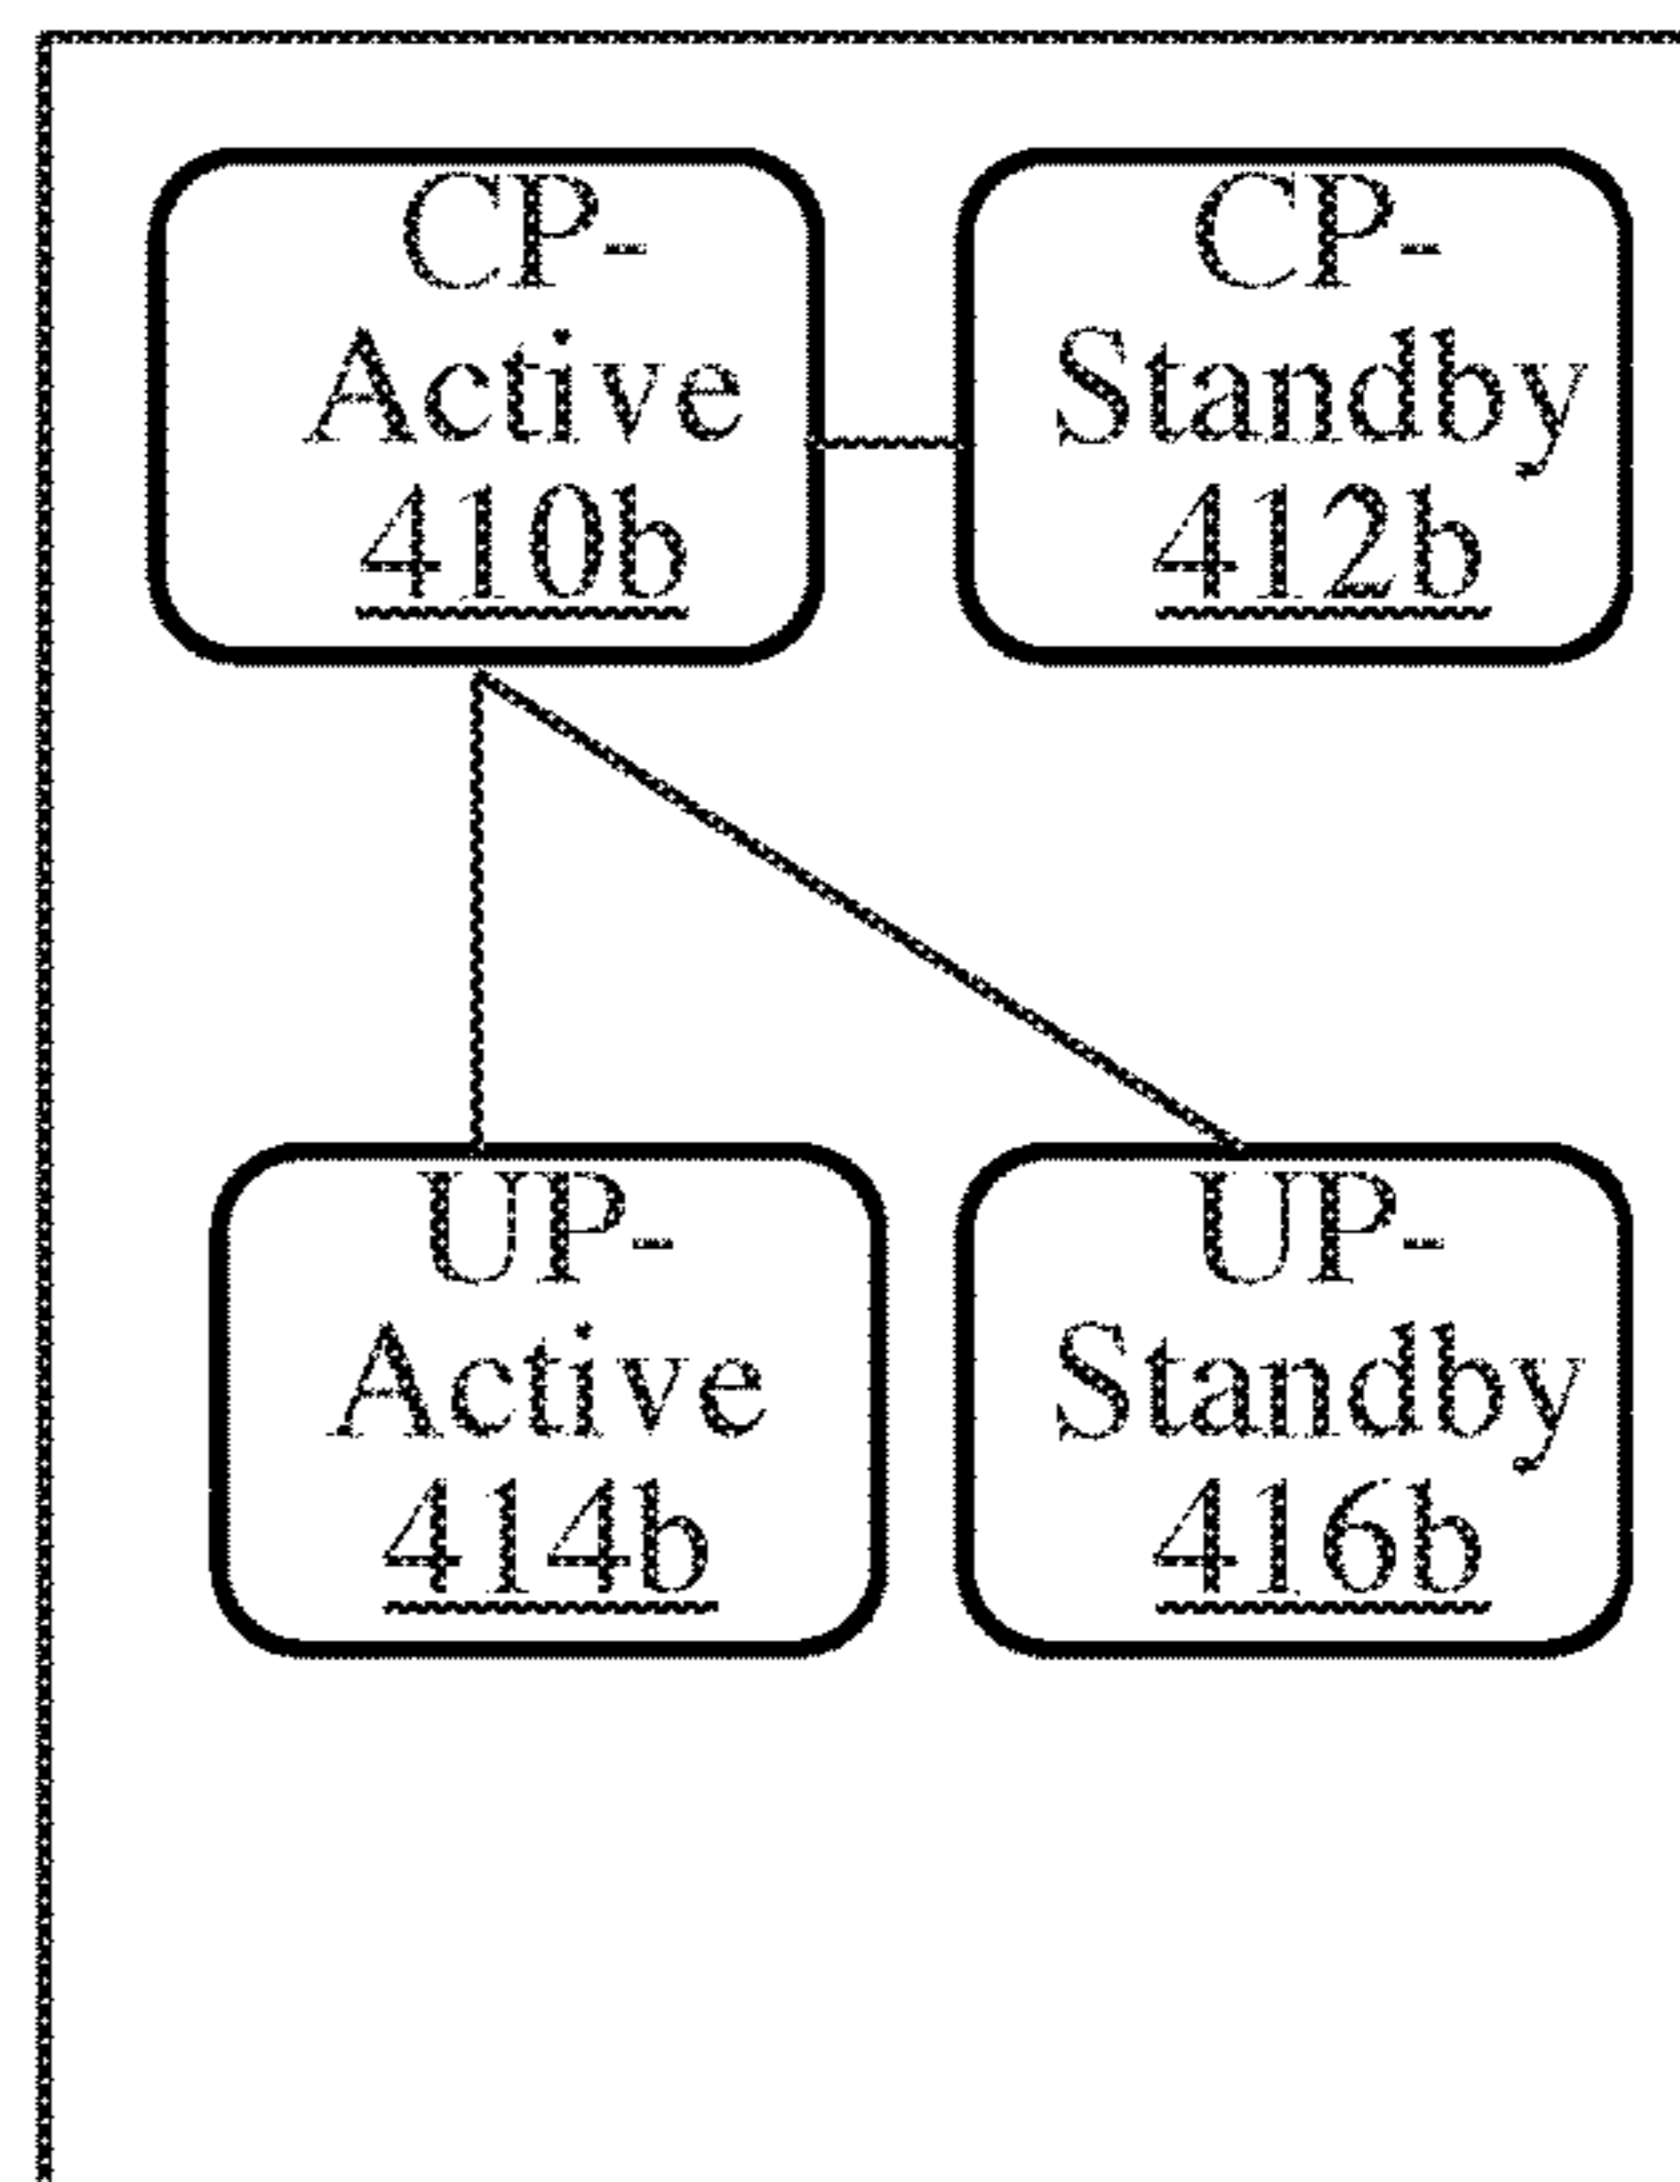 CP-
Active
410b
CP-
Standby
412b
UP-
Active
414b
UP-
Standby
416b